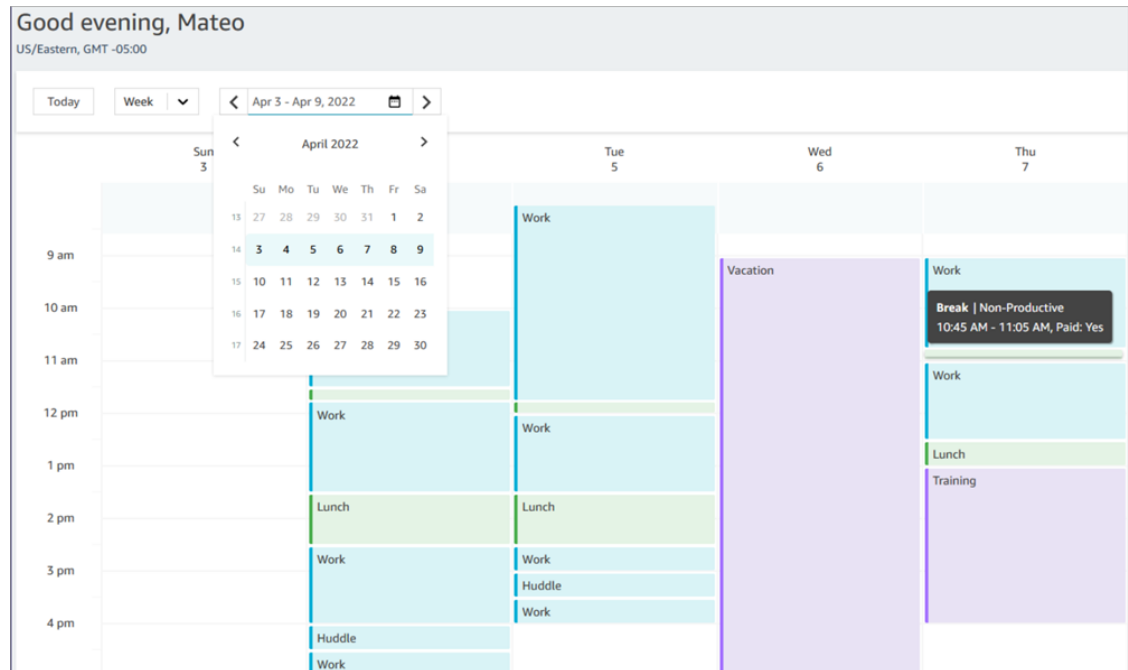 Good evening, Mateo
US/Eastern, GMT -05:00
Today
Week
Apr 3 - Apr 9, 2022
April 2022
Su Mo Tu We Th Fr Sa
13 27 28 29 30 31 1 2
14 3 4 5 6 7 8 9
15 10 11 12 13 14 15 16
16 17 18 19 20 21 22 23
17 24 25 26 27 28 29 30
Sun
3
Tue
5
Wed
6
Thu
7
9 am
10 am
11 am
12 pm
1 pm
2 pm
3 pm
4 pm
Work
Lunch
Work
Huddle
Work
Work
Work
Lunch
Work
Huddle
Work
Vacation
Work
Break | Non-Productive
10:45 AM - 11:05 AM, Paid: Yes
Work
Lunch
Training